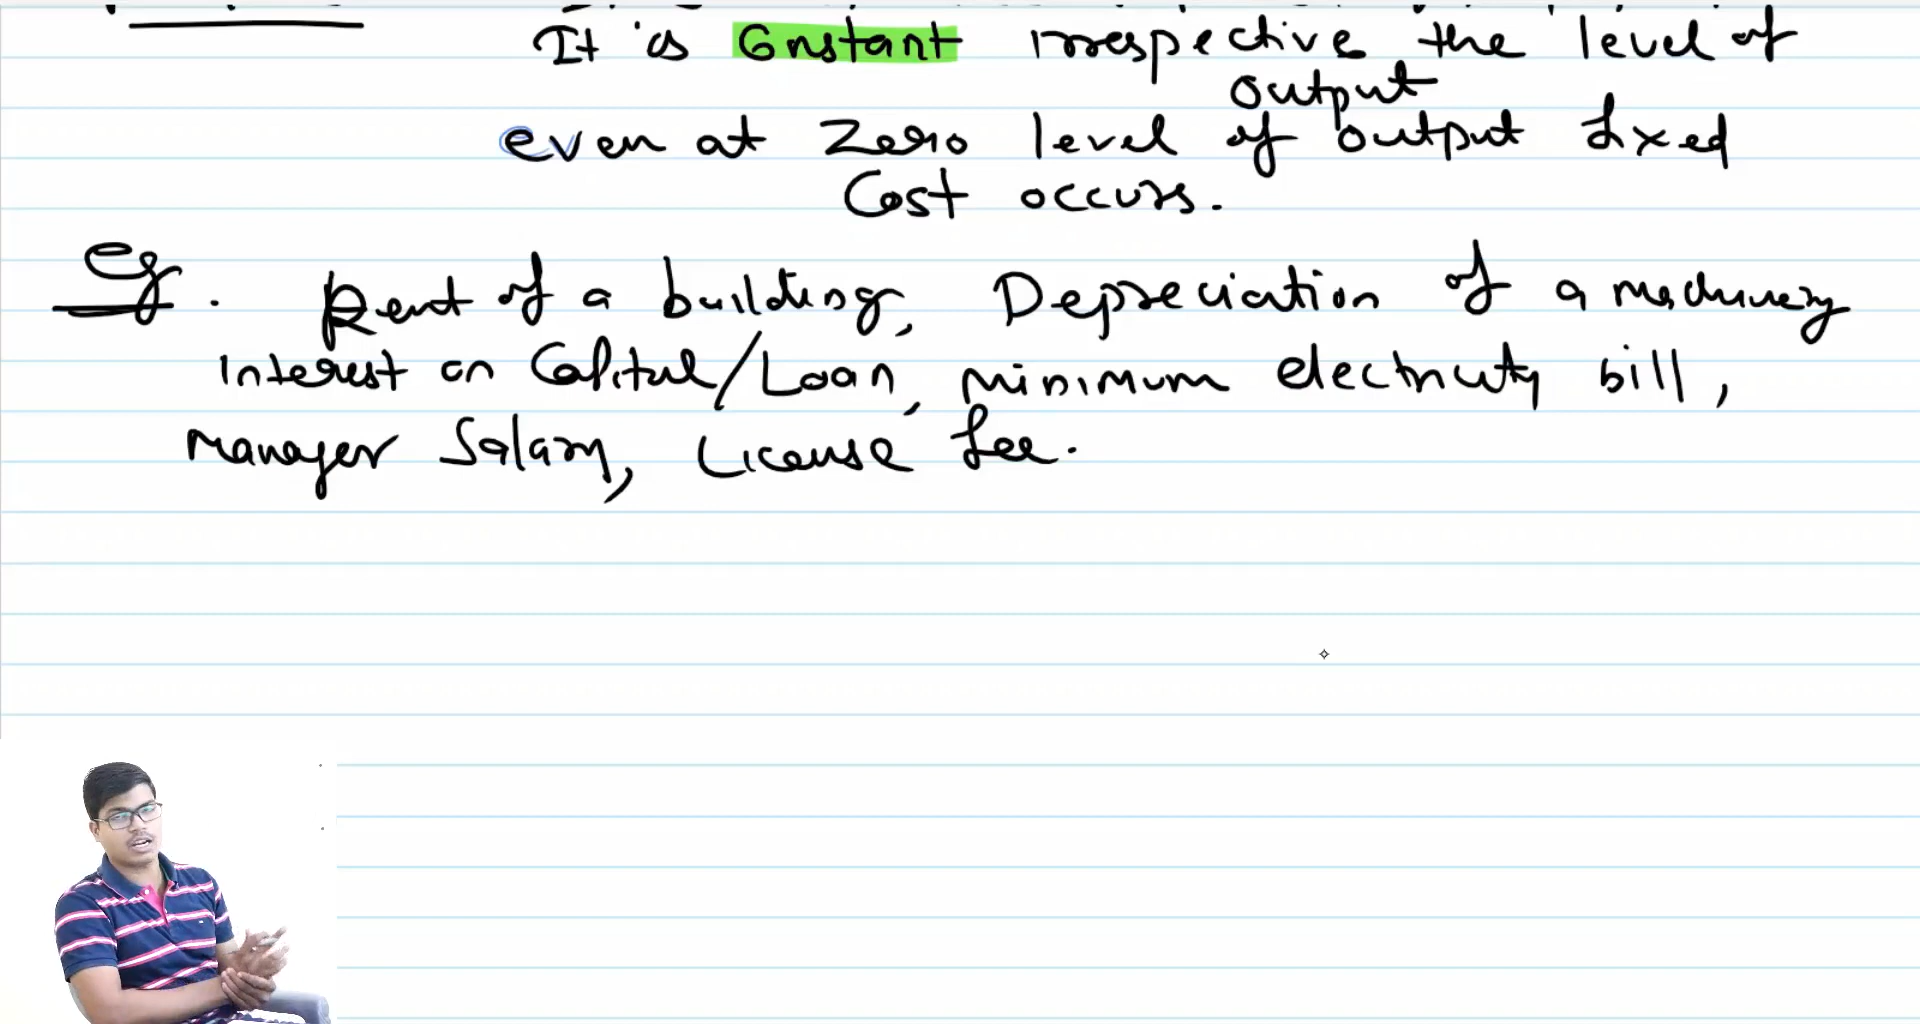 It is Constant irrespective the level of
output
even at Zero level of output fixed
Cost occurs.
eg. Rent of a building, Depreciation of a machinery
Interest on Capital/Loan, minimum electricity bill,
Manager Salary, License fee.